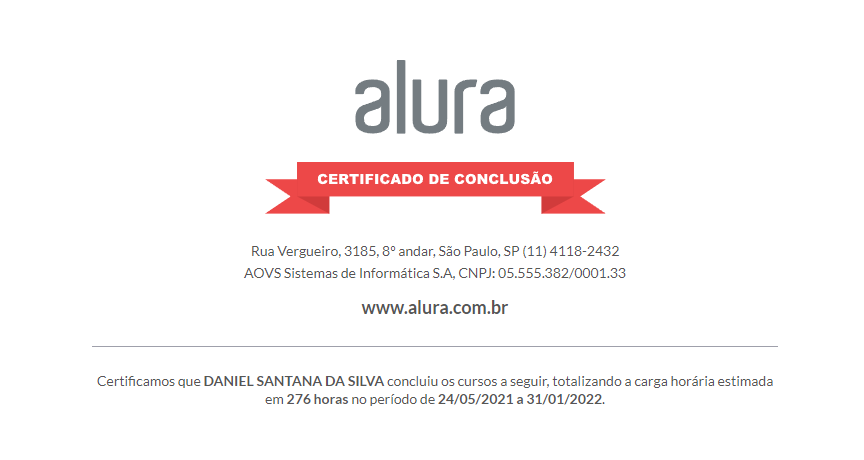 alura
CERTIFICADO DE CONCLUSÃO
Rua Vergueiro, 3185, 8º andar, São Paulo, SP (11) 4118-2432
AOVS Sistemas de Informática S.A, CNPJ: 05.555.382/0001.33
www.alura.com.br
Certificamos que DANIEL SANTANA DA SILVA concluiu os cursos a seguir, totalizando a carga horária estimada
em 276 horas no período de 24/05/2021 a 31/01/2022.